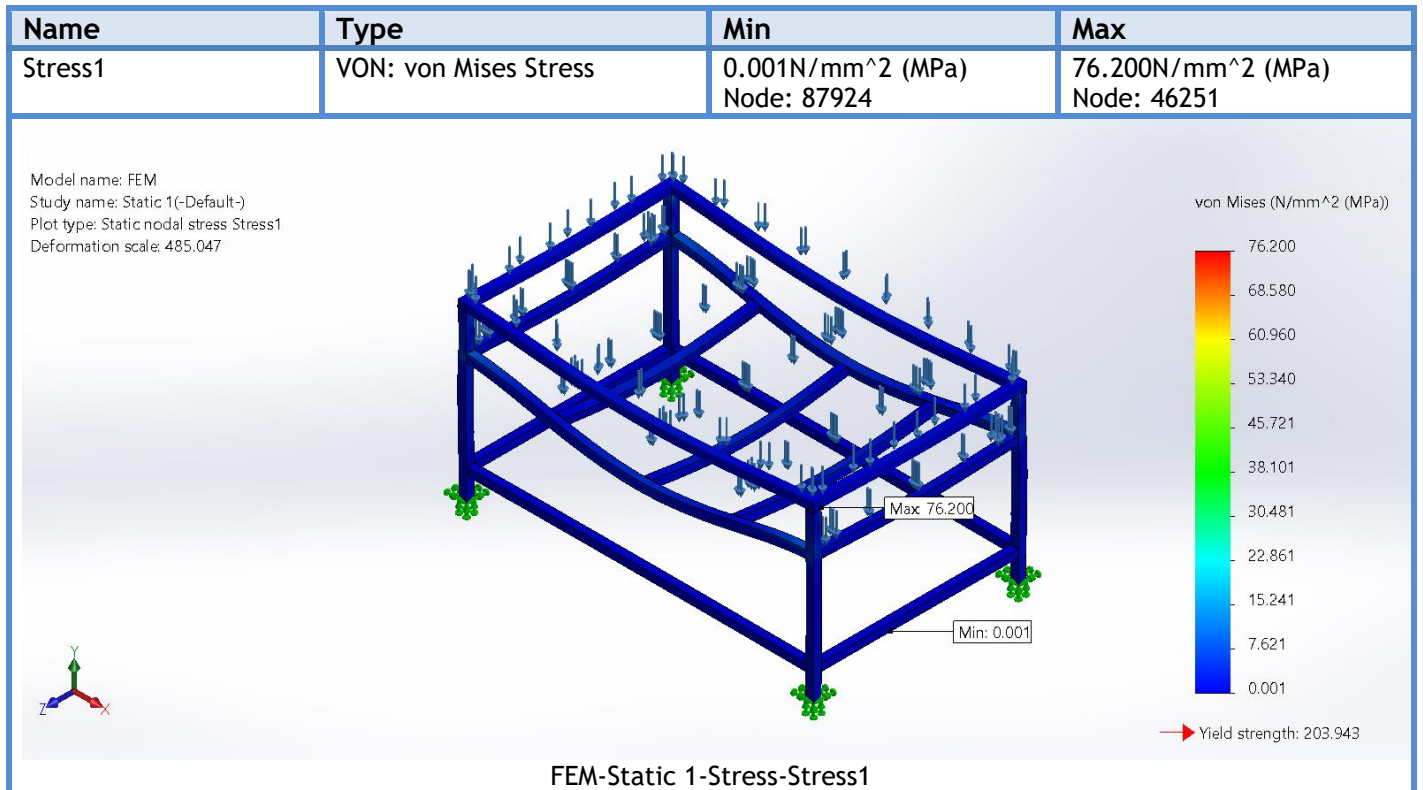 Name Type Min Max
Stress1 VON: von Mises Stress 0.001N/mm^2 (MPa) 76.200N/mm^2 (MPa)
Node: 87924 Node: 46251
Model name: FEM
Study name: Static 1(-Default-)
Plot type: Static nodal stress Stress1
Deformation scale: 485.047
von Mises (N/mm^2 (MPa))
76.200
68.580
60.960
53.340
45.721
38.101
30.481
22.861
15.241
7.621
0.001
Yield strength: 203.943
Max: 76.200
Min: 0.001
Y
Z
X
FEM-Static 1-Stress-Stress1